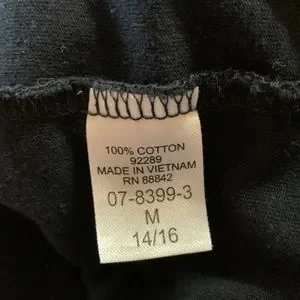 100% COTTON
92289
MADE IN VIETNAM
RN 88842
07-8399-3
M
14/16